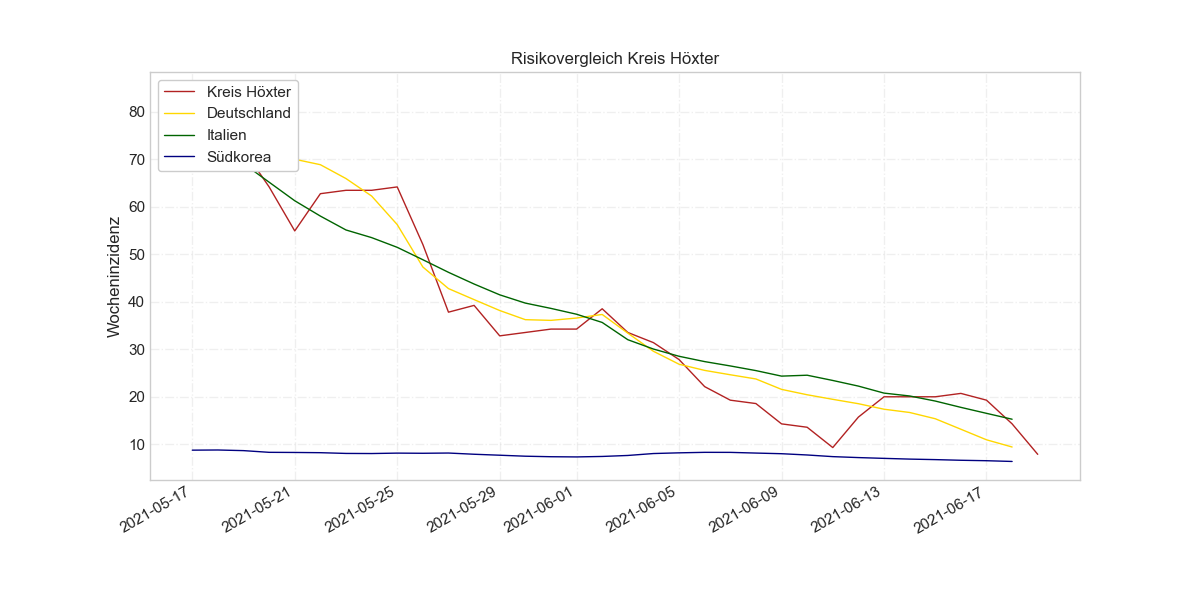 Risikovergleich Kreis Höxter
Kreis Höxter
Deutschland
Italien
Südkorea
Wocheninzidenz
80
70
60
50
40
30
20
10
2021-05-17
2021-05-21
2021-05-25
2021-05-29
2021-06-01
2021-06-05
2021-06-09
2021-06-13
2021-06-17